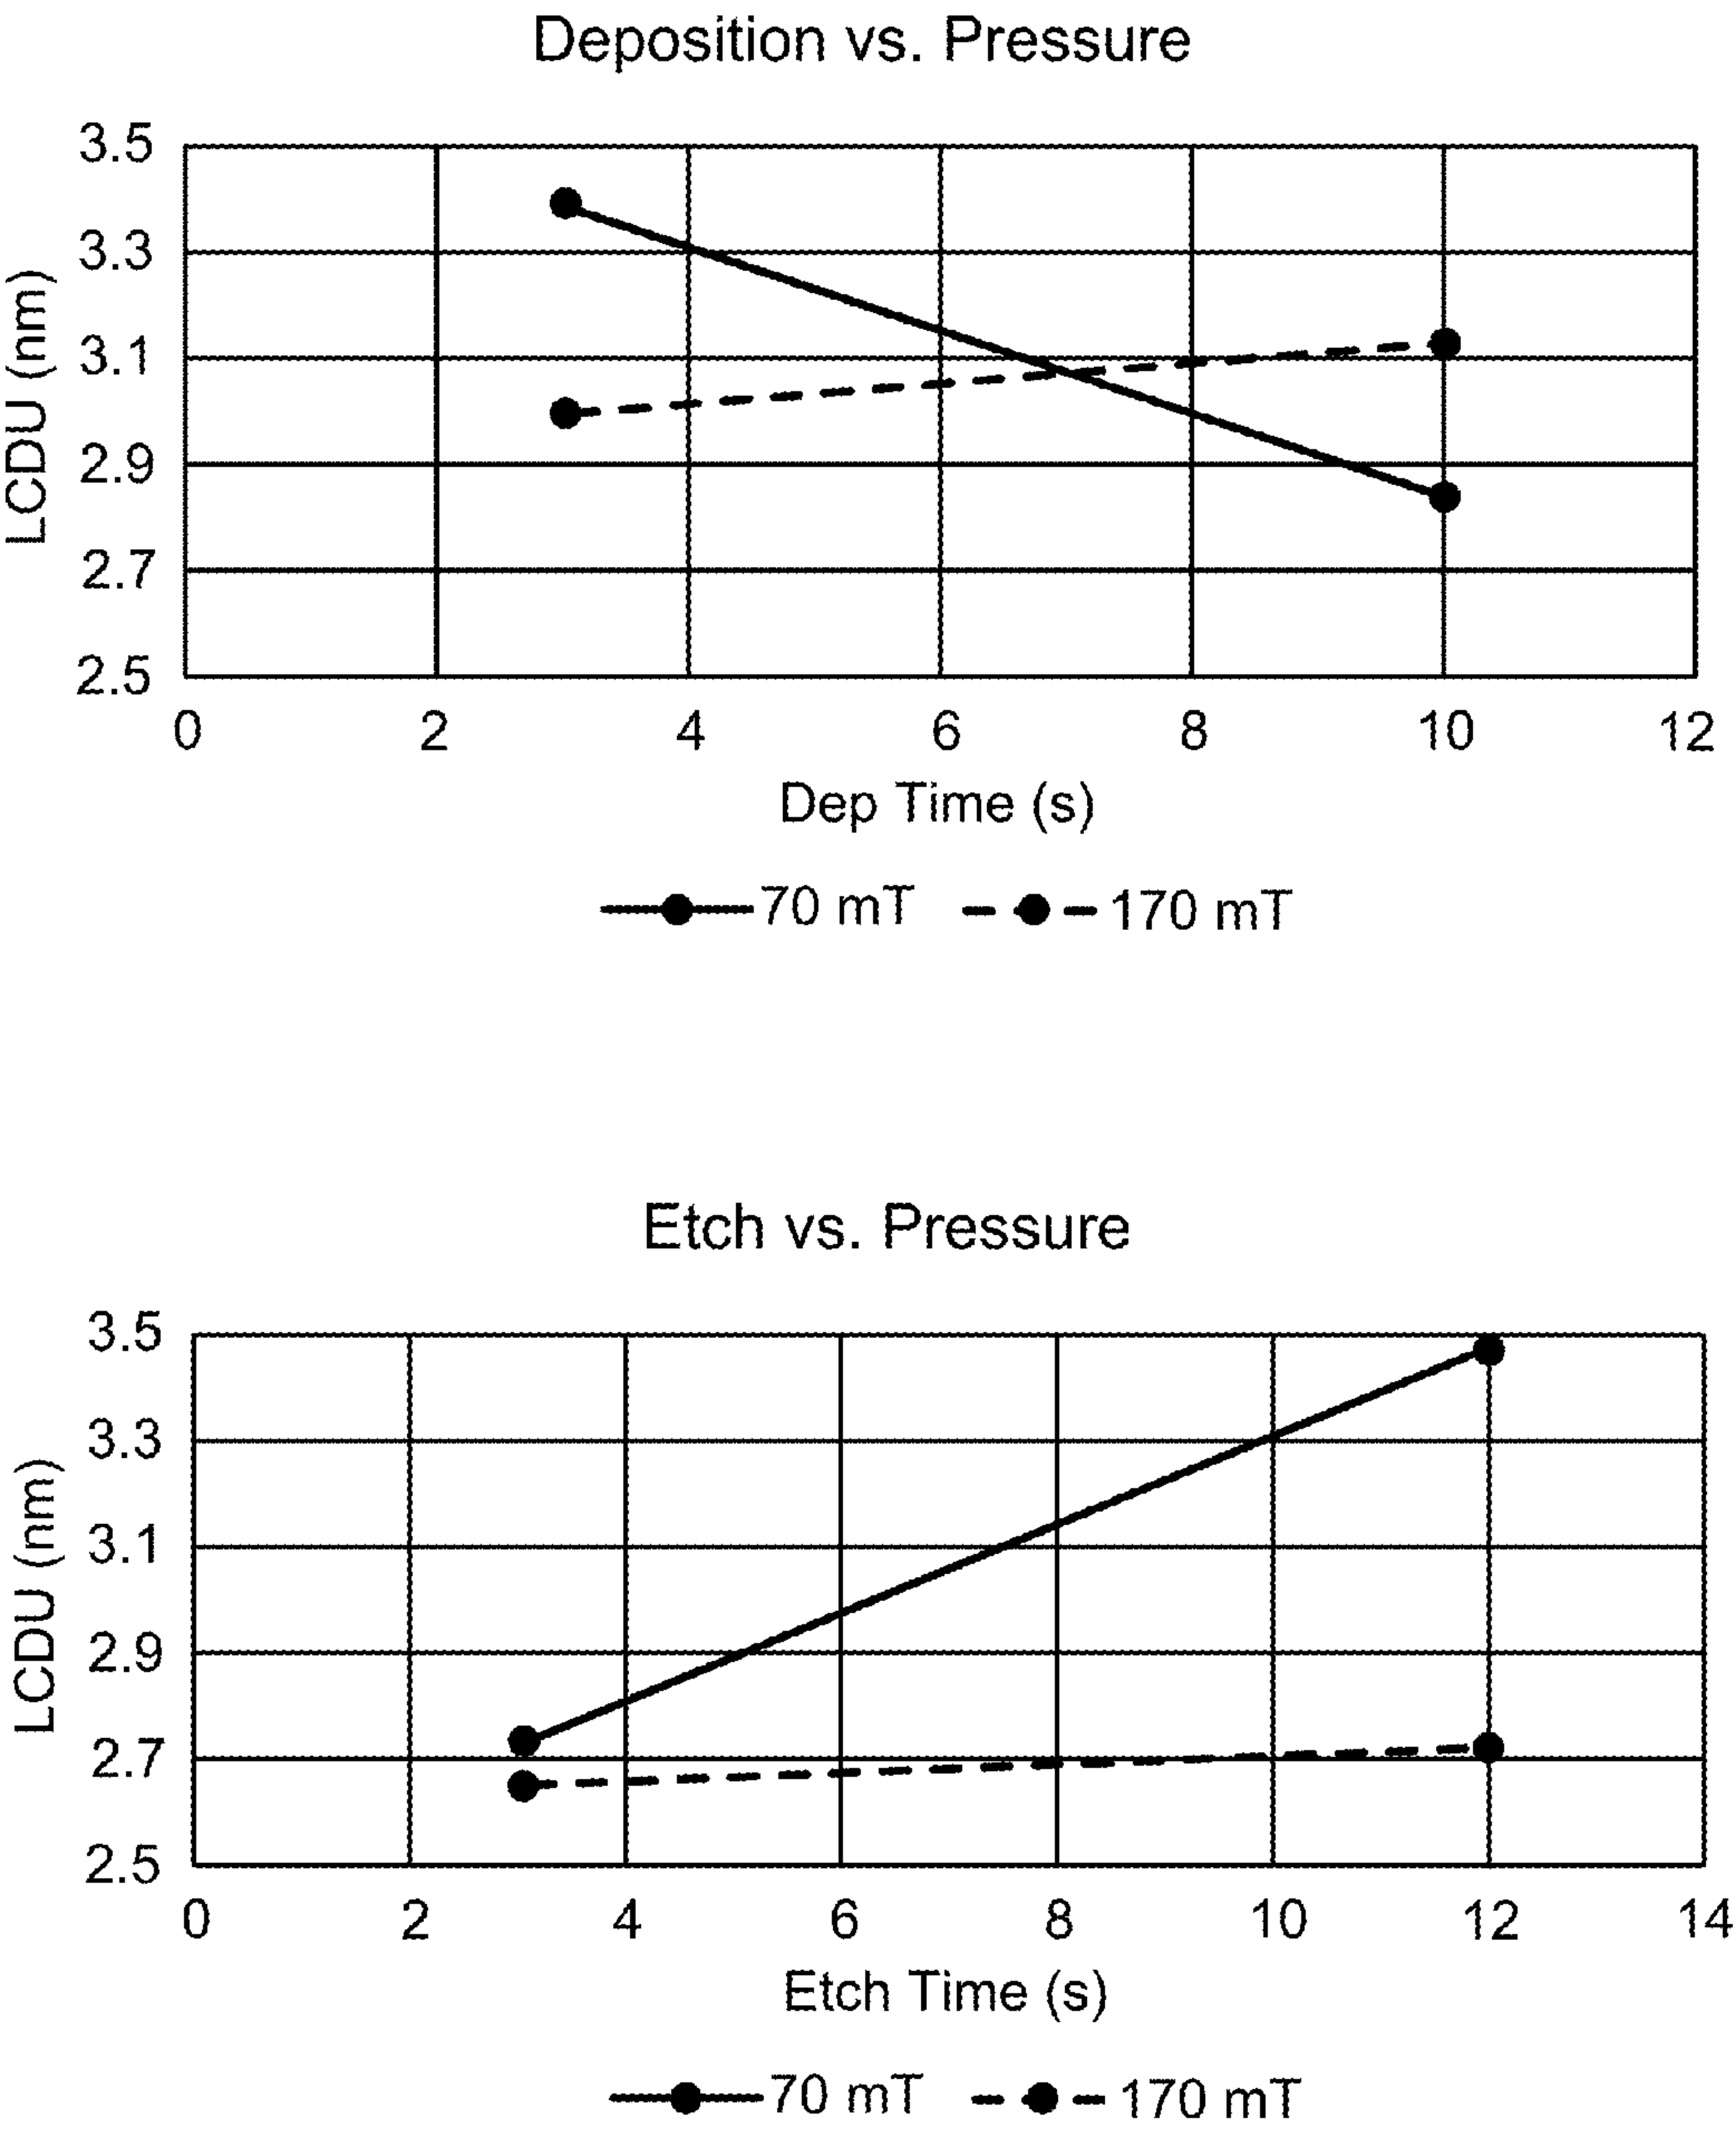 Deposition vs. Pressure
3.5
3.3
3.1
2.9
2.7
2.5
LCDU (nm)
0 2 4 6 8 10 12
Dep Time (s)
70 mT 170 mT
Etch vs. Pressure
3.5
3.3
3.1
2.9
2.7
2.5
LCDU (nm)
0 2 4 6 8 10 12 14
Etch Time (s)
70 mT 170 mT